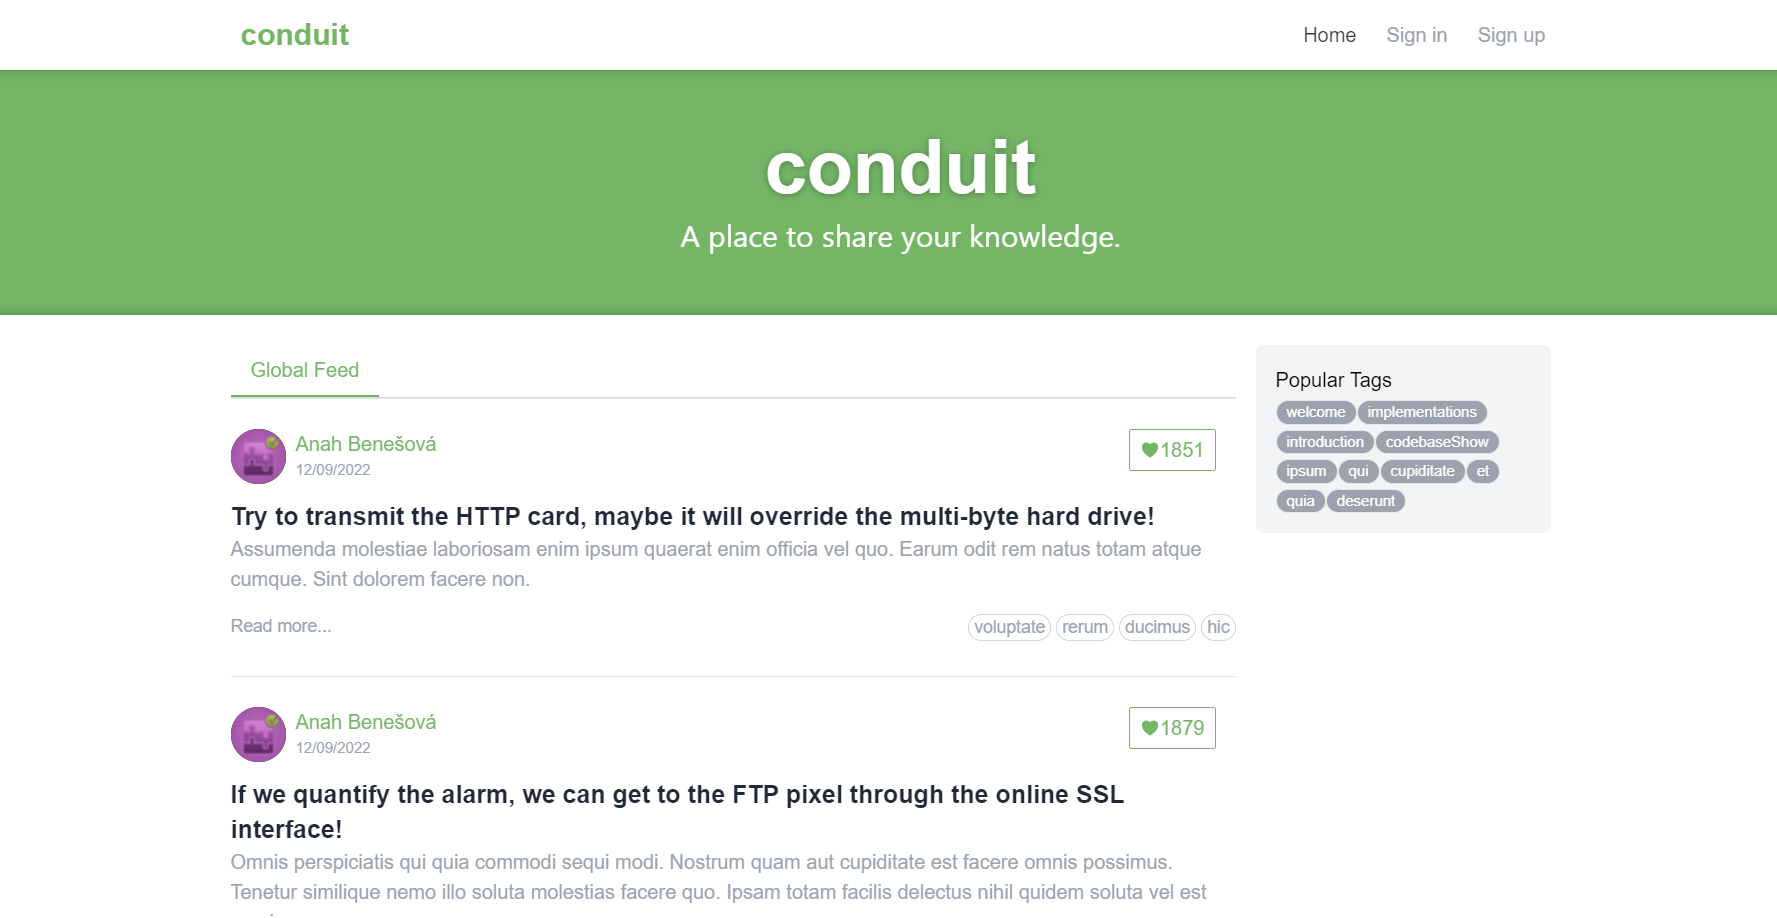 conduit
Home Sign in Sign up
conduit
A place to share your knowledge.
Global Feed
Anah Benešová
12/09/2022
1851
Try to transmit the HTTP card, maybe it will override the multi-byte hard drive!
Assumenda molestiae laboriosam enim ipsum quaerat enim officia vel quo. Earum odit rem natus totam atque
cumque. Sint dolorem facere non.
Read more...
voluptate rerum ducimus hic
Anah Benešová
12/09/2022
1879
If we quantify the alarm, we can get to the FTP pixel through the online SSL
interface!
Omnis perspiciatis qui quia commodi sequi modi. Nostrum quam aut cupiditate est facere omnis possimus.
Tenetur similique nemo illo soluta molestias facere quo. Ipsam totam facilis delectus nihil quidem soluta vel est
Popular Tags
welcome implementations
introduction codebaseShow
ipsum qui cupiditate et
quia deserunt